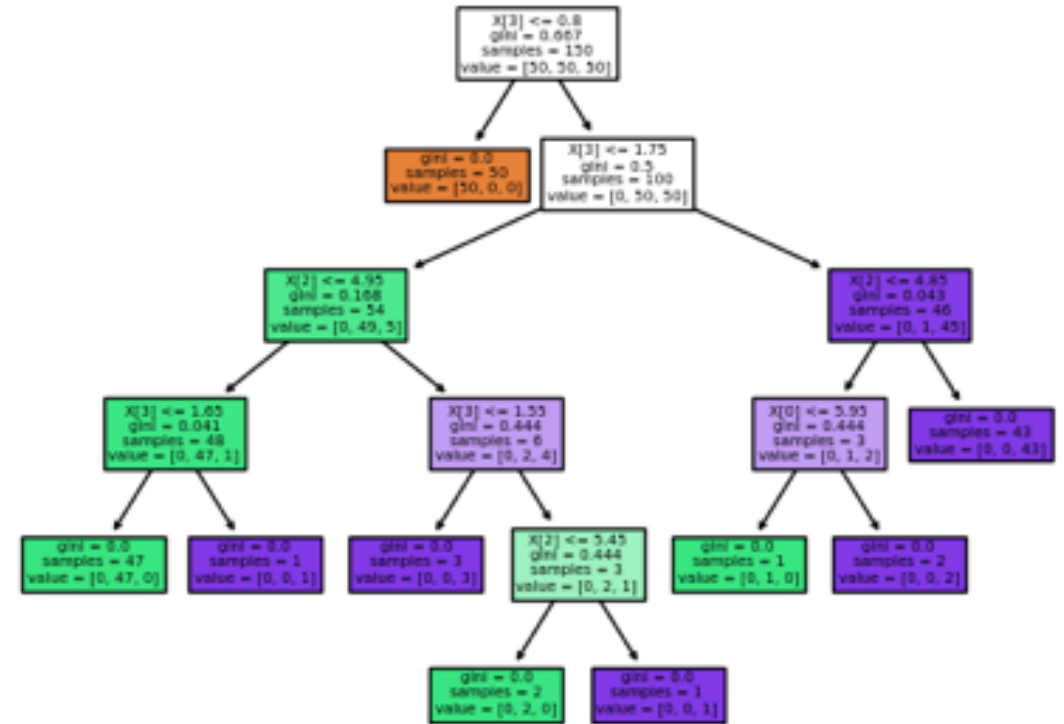 X[3] <= 0.8
gini = 0.667
samples = 150
value = [50, 50, 50]
gini = 0.0
samples = 50
value = [50, 0, 0]
X[3] <= 1.75
gini = 0.5
samples = 100
value = [0, 50, 50]
X[2] <= 4.95
gini = 0.168
samples = 54
value = [0, 49, 5]
X[2] <= 4.85
gini = 0.043
samples = 46
value = [0, 1, 45]
X[3] <= 1.65
gini = 0.041
samples = 48
value = [0, 47, 1]
X[3] <= 1.55
gini = 0.444
samples = 6
value = [0, 2, 4]
X[0] <= 5.95
gini = 0.444
samples = 3
value = [0, 1, 2]
gini = 0.0
samples = 43
value = [0, 0, 43]
gini = 0.0
samples = 47
value = [0, 47, 0]
gini = 0.0
samples = 1
value = [0, 0, 1]
gini = 0.0
samples = 3
value = [0, 0, 3]
X[2] <= 5.45
gini = 0.444
samples = 3
value = [0, 2, 1]
gini = 0.0
samples = 1
value = [0, 1, 0]
gini = 0.0
samples = 2
value = [0, 0, 2]
gini = 0.0
samples = 2
value = [0, 2, 0]
gini = 0.0
samples = 1
value = [0, 0, 1]